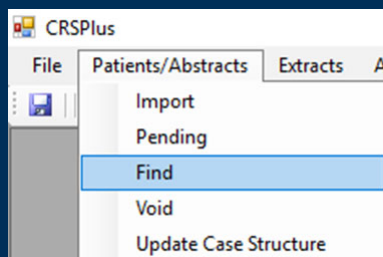 CRSPlus
File Patients/Abstracts Extracts
Import
Pending
Find
Void
Update Case Structure